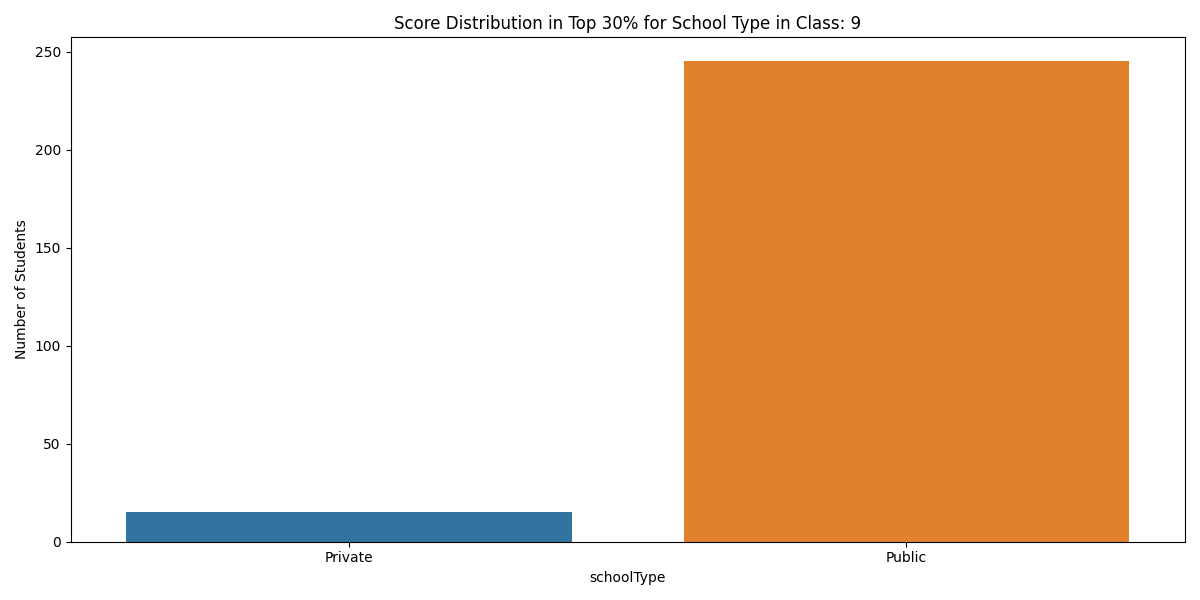 Score Distribution in Top 30% for School Type in Class: 9
250
200
150
100
50
0
Number of Students
Private
Public
schoolType